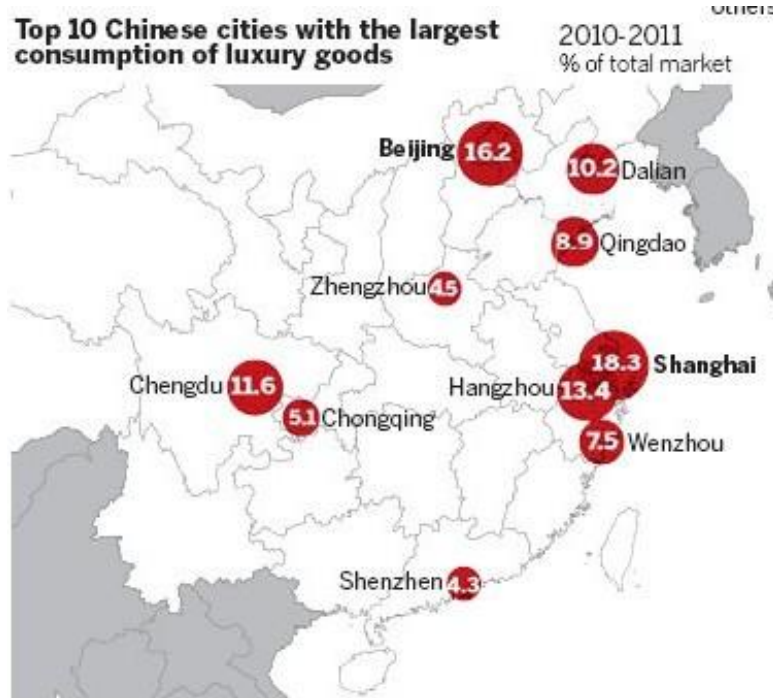 others
Top 10 Chinese cities with the largest
consumption of luxury goods
2010-2011
% of total market
Beijing 16.2
10.2 Dalian
8.9 Qingdao
Zhengzhou 4.5
18.3 Shanghai
Chengdu 11.6
Hangzhou 13.4
5.1 Chongqing
7.5 Wenzhou
Shenzhen 4.3